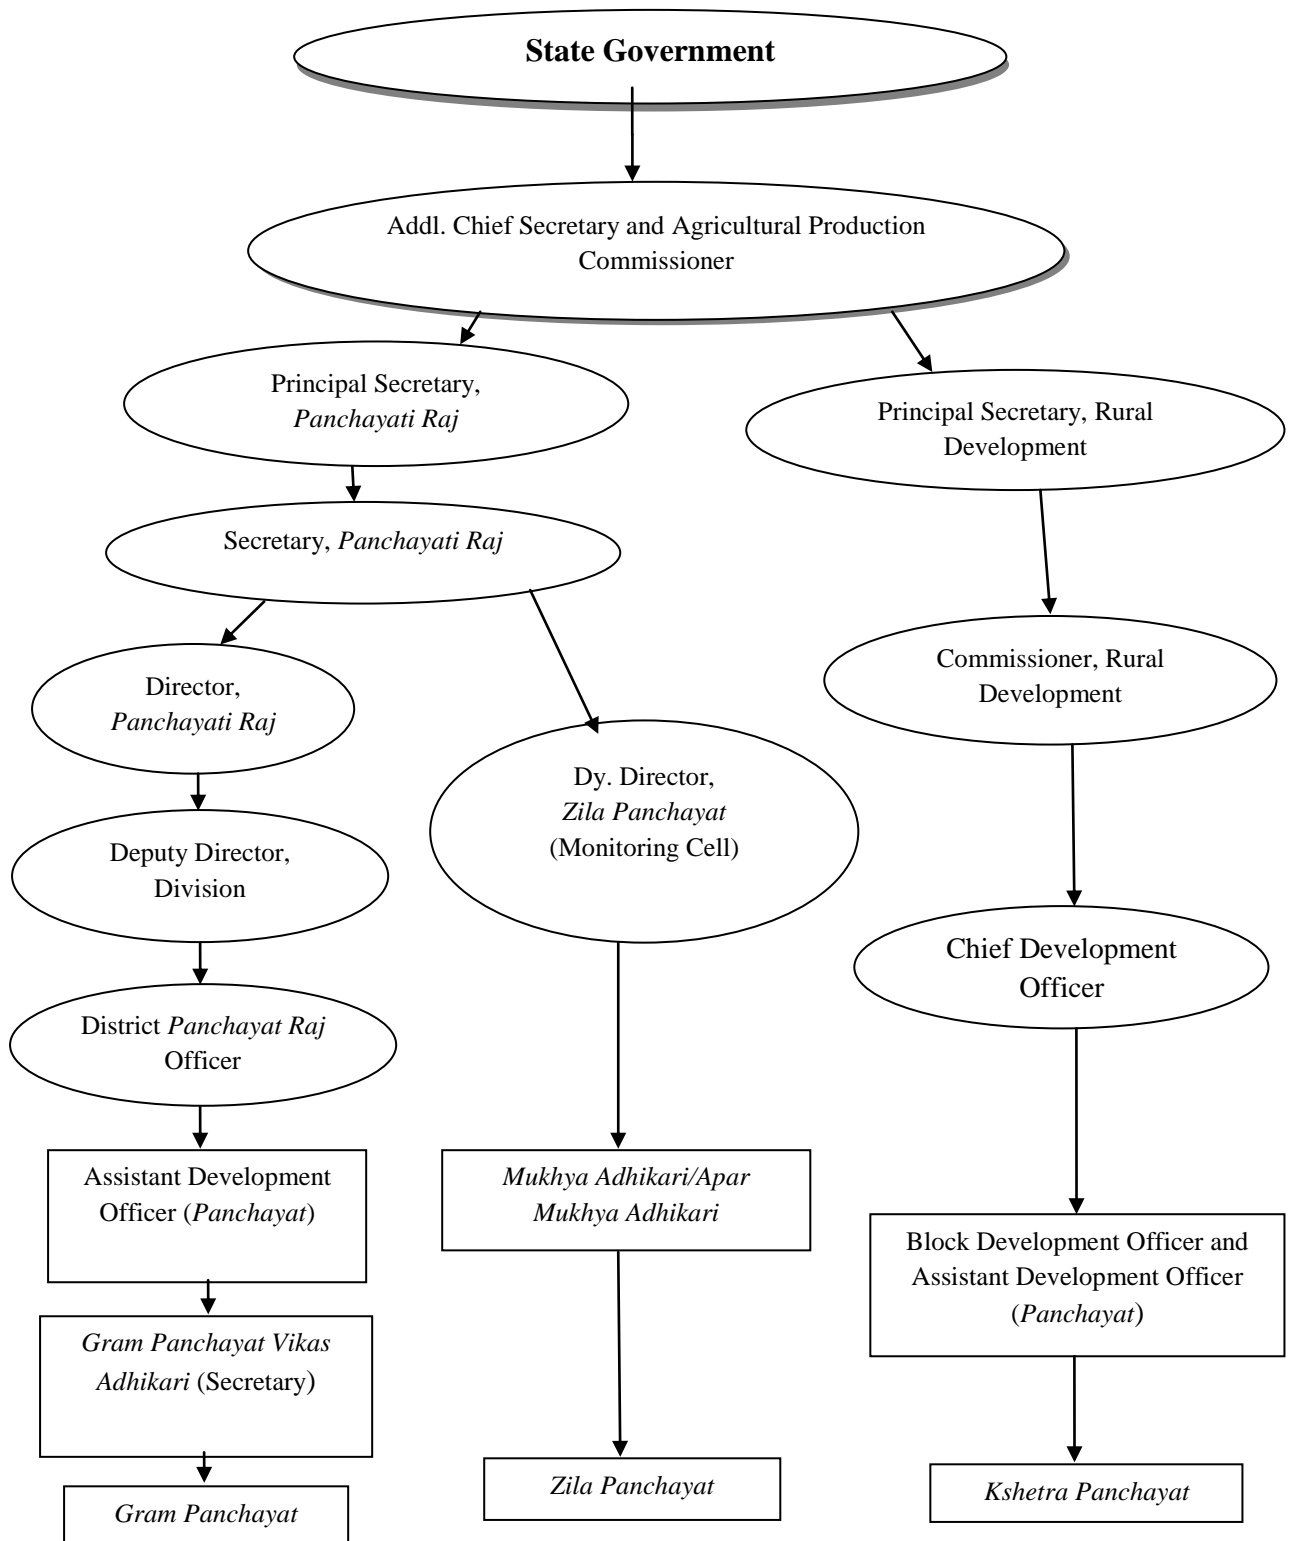 State Government
Addl. Chief Secretary and Agricultural Production
Commissioner
Principal Secretary,
Panchayati Raj
Principal Secretary, Rural
Development
Secretary, Panchayati Raj
Director,
Panchayati Raj
Commissioner, Rural
Development
Dy. Director,
Zila Panchayat
(Monitoring Cell)
Deputy Director,
Division
Chief Development
Officer
District Panchayat Raj
Officer
Assistant Development
Officer (Panchayat)
Mukhya Adhikari/Apar
Mukhya Adhikari
Block Development Officer and
Assistant Development Officer
(Panchayat)
Gram Panchayat Vikas
Adhikari (Secretary)
Gram Panchayat
Zila Panchayat
Kshetra Panchayat